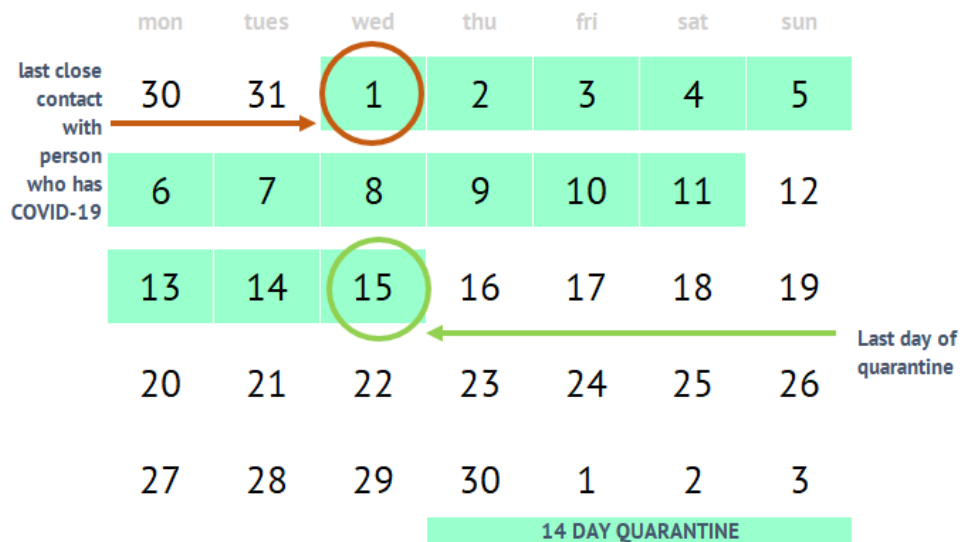 mon tues wed thu fri sat sun
last close
contact
with
person
who has
COVID-19
30 31 1 2 3 4 5
6 7 8 9 10 11 12
13 14 15 16 17 18 19
Last day of
quarantine
20 21 22 23 24 25 26
27 28 29 30 1 2 3
14 DAY QUARANTINE